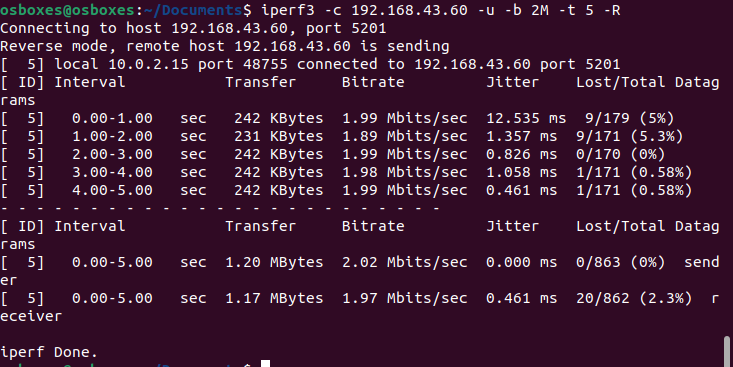 osboxes@osboxes:~/Documents$ iperf3 -c 192.168.43.60 -u -b 2M -t 5 -R
Connecting to host 192.168.43.60, port 5201
Reverse mode, remote host 192.168.43.60 is sending
[  5] local 10.0.2.15 port 48755 connected to 192.168.43.60 port 5201
[ ID] Interval           Transfer     Bitrate         Jitter    Lost/Total Datag
rams
[  5]   0.00-1.00   sec   242 KBytes  1.99 Mbits/sec  12.535 ms  9/179 (5%)
[  5]   1.00-2.00   sec   231 KBytes  1.89 Mbits/sec  1.357 ms  9/171 (5.3%)
[  5]   2.00-3.00   sec   242 KBytes  1.99 Mbits/sec  0.826 ms  0/170 (0%)
[  5]   3.00-4.00   sec   242 KBytes  1.98 Mbits/sec  1.058 ms  1/171 (0.58%)
[  5]   4.00-5.00   sec   242 KBytes  1.99 Mbits/sec  0.461 ms  1/171 (0.58%)
- - - - - - - - - - - - - - - - - - - - - - - - -
[ ID] Interval           Transfer     Bitrate         Jitter    Lost/Total Datag
rams
[  5]   0.00-5.00   sec  1.20 MBytes  2.02 Mbits/sec  0.000 ms  0/863 (0%)  send
er
[  5]   0.00-5.00   sec  1.17 MBytes  1.97 Mbits/sec  0.461 ms  20/862 (2.3%)  r
eceiver
iperf Done.